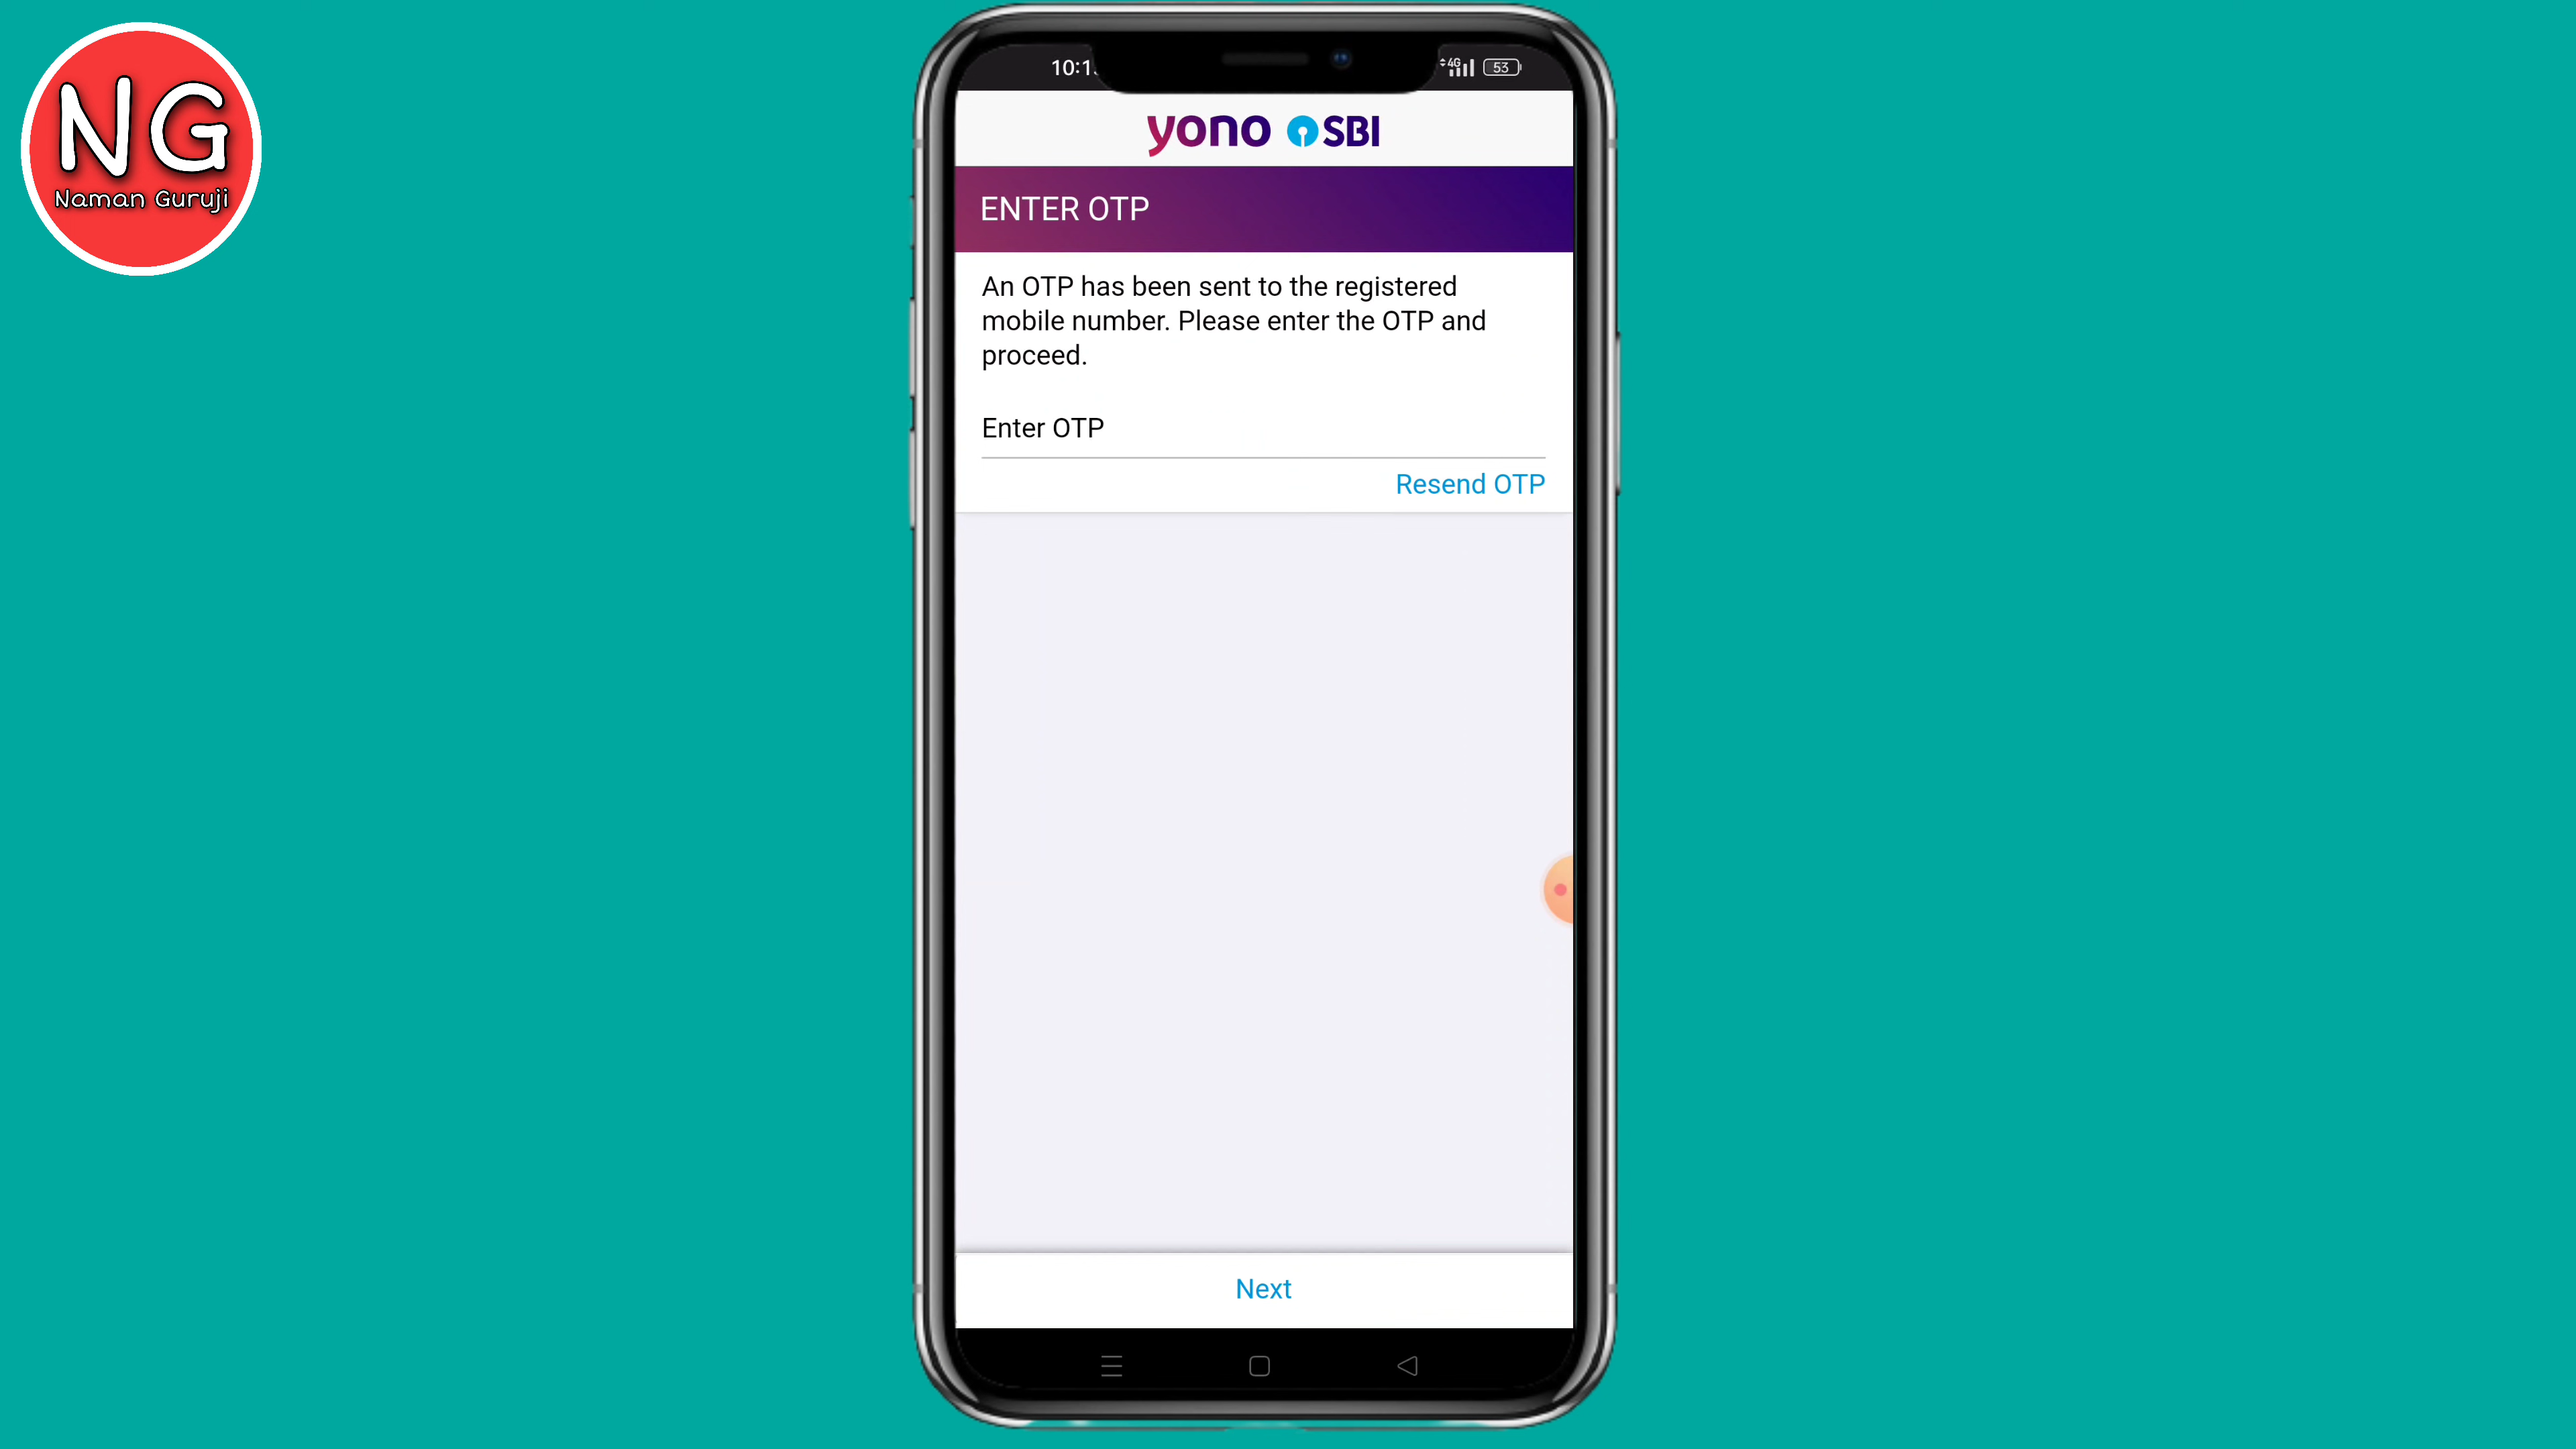 NG
Naman Guruji
10:1
4G
53
yono SBI
ENTER OTP
An OTP has been sent to the registered
mobile number. Please enter the OTP and
proceed.
Enter OTP
Resend OTP
Next